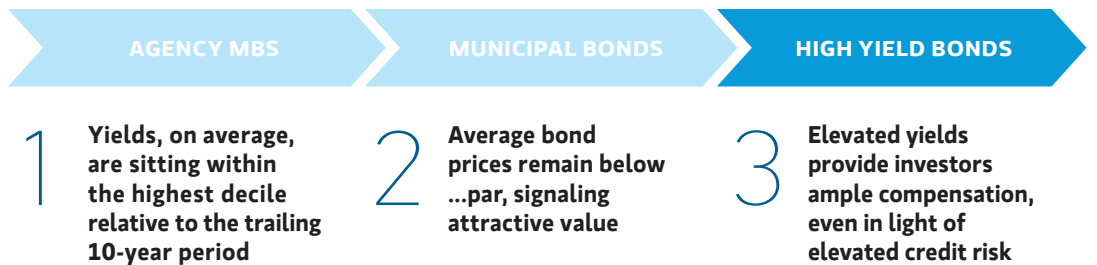 AGENCY MBS
MUNICIPAL BONDS
HIGH YIELD BONDS
1
Yields, on average,
are sitting within
the highest decile
relative to the trailing
10-year period
2
Average bond
prices remain below
...par, signaling
attractive value
3
Elevated yields
provide investors
ample compensation,
even in light of
elevated credit risk